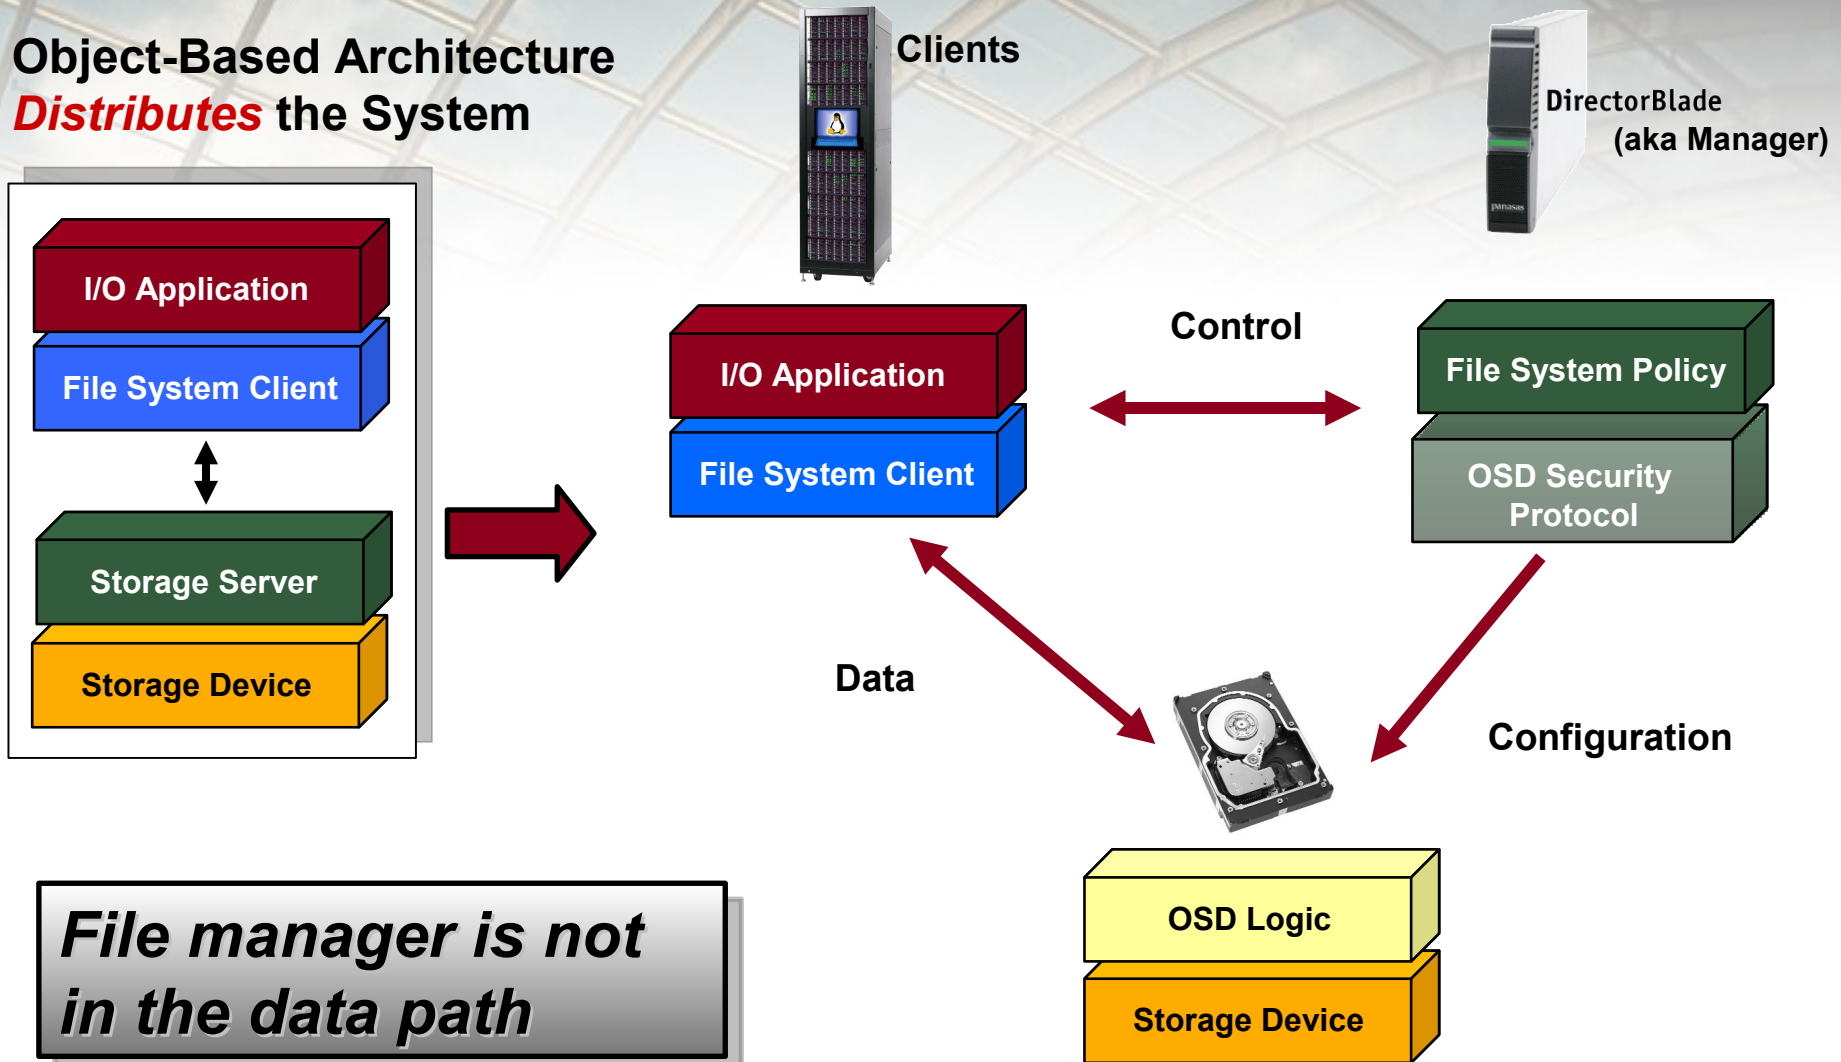 Object-Based Architecture
Distributes the System
Clients
DirectorBlade
(aka Manager)
panasas
I/O Application
File System Client
Storage Server
Storage Device
I/O Application
File System Client
Control
File System Policy
OSD Security
Protocol
Data
Configuration
OSD Logic
Storage Device
File manager is not
in the data path